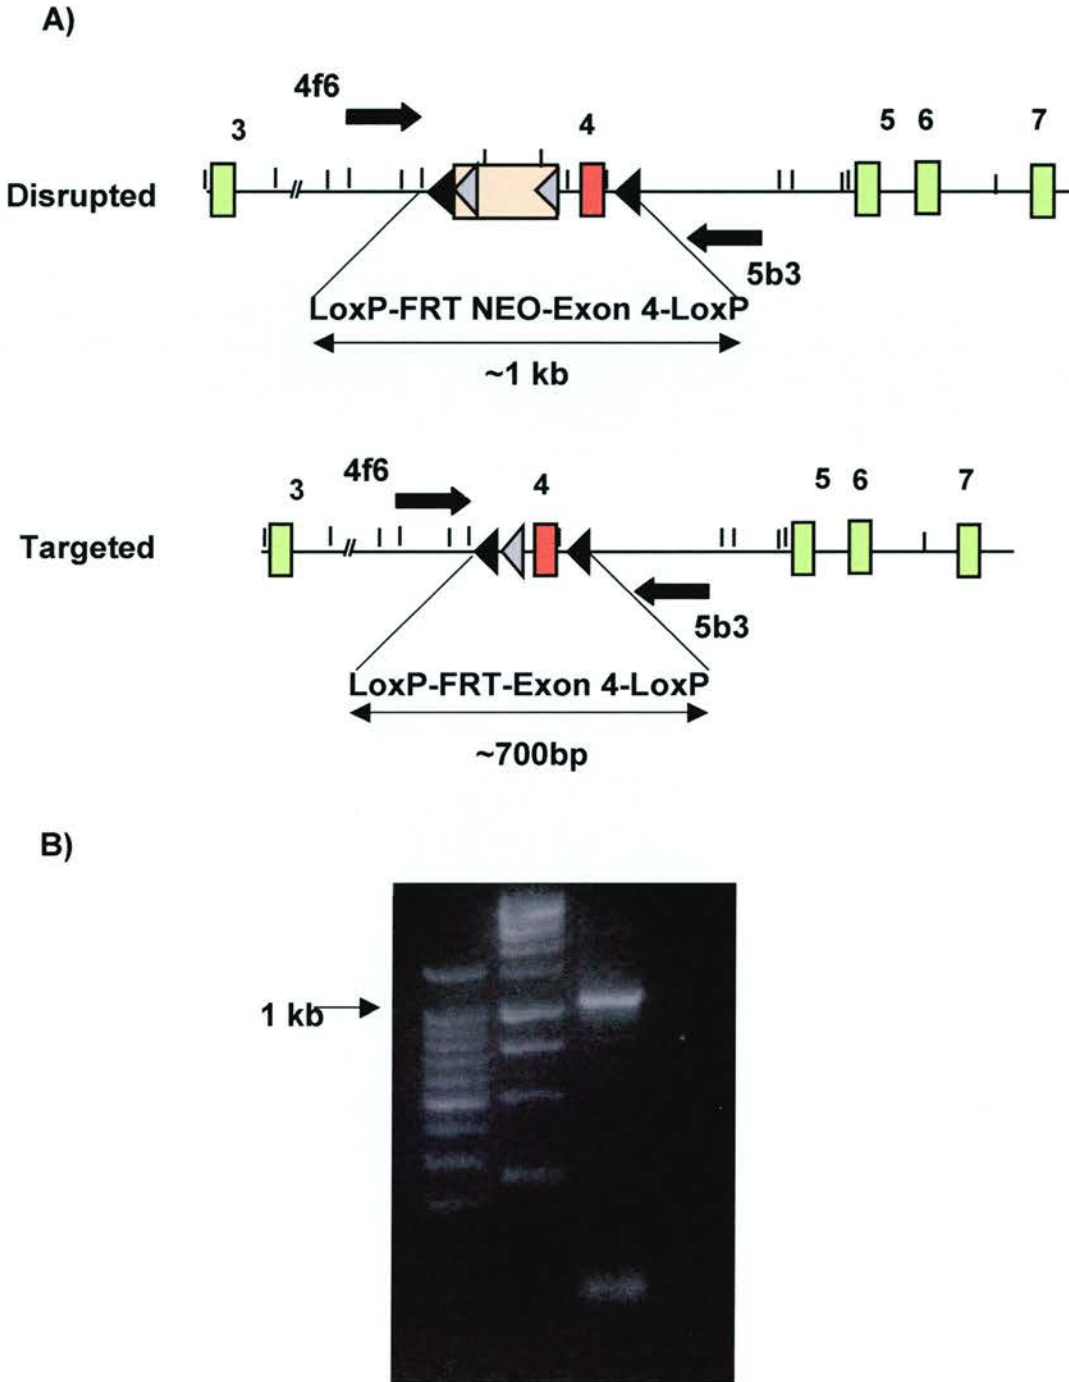 A)
4f6
3
4
5
6
7
Disrupted
5b3
LoxP-FRT NEO-Exon 4-LoxP
~1 kb
4f6
3
4
5
6
7
Targeted
5b3
LoxP-FRT-Exon 4-LoxP
~700bp
B)
1 kb